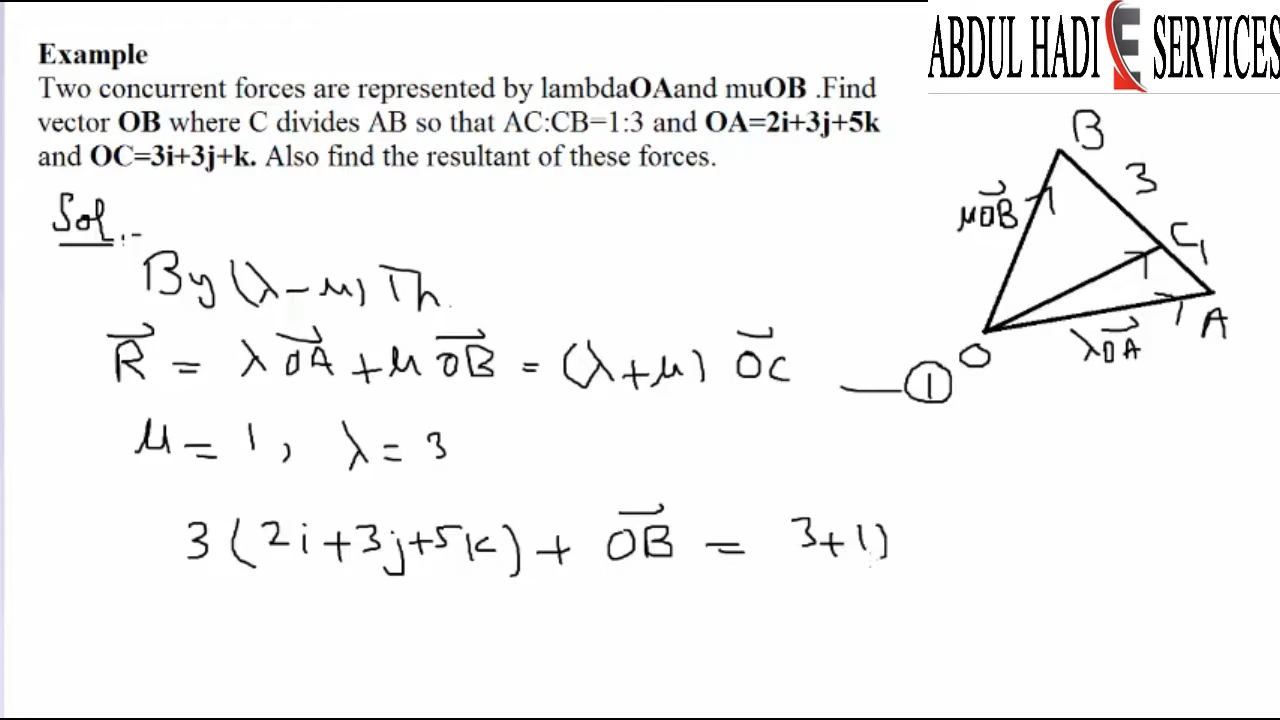 ABDUL HADI E SERVICES
Example
Two concurrent forces are represented by lambdaOAand muOB .Find
vector OB where C divides AB so that AC:CB=1:3 and OA=2i+3j+5k
and OC=3i+3j+k. Also find the resultant of these forces.
Sol:-
By (λ-μ) Th.
R⃗ = λ OA⃗ + μ OB⃗ = (λ+μ) OC⃗ —①
μ = 1, λ = 3
3(2i+3j+5k) + OB⃗ = 3+1)
B
3
μOB⃗
C
1
A
λOA⃗
O